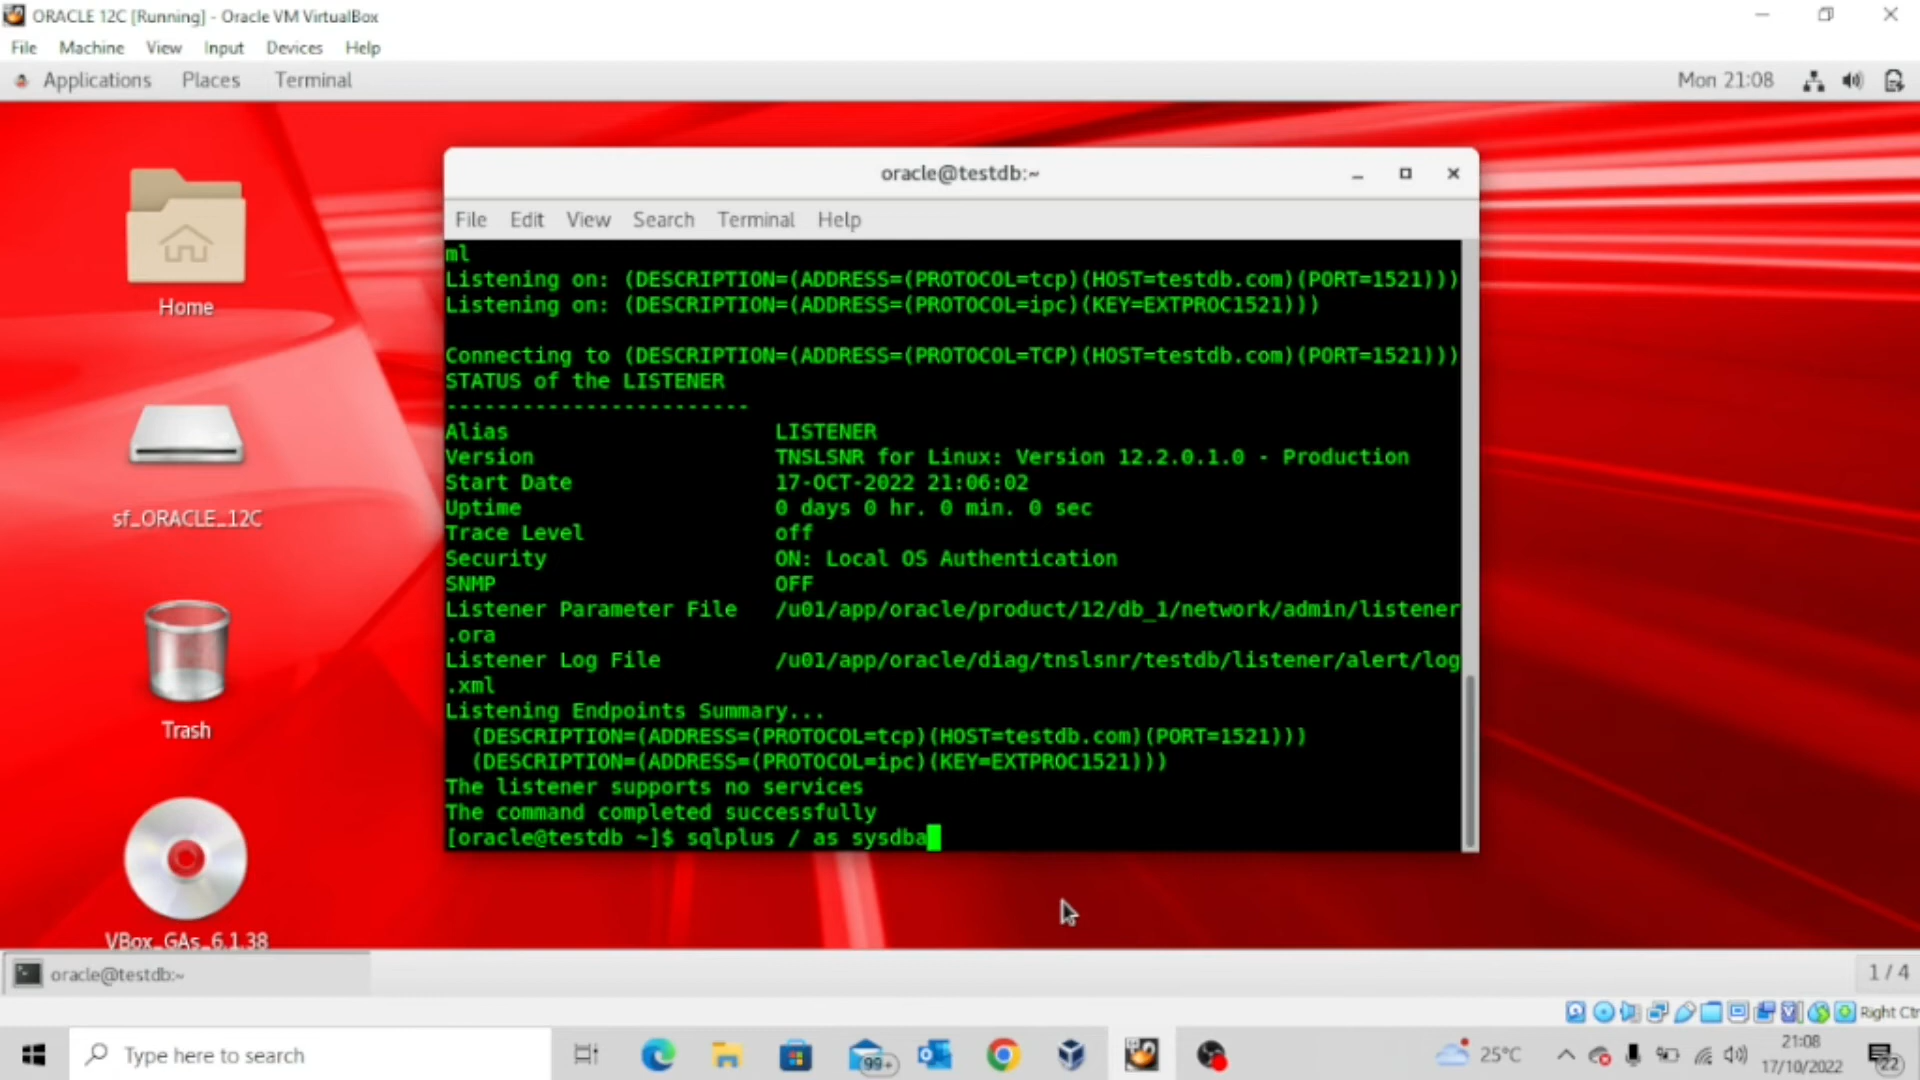 ORACLE 12C [Running] - Oracle VM VirtualBox
File Machine View Input Devices Help
Applications Places Terminal Mon 21:08
oracle@testdb:~
File Edit View Search Terminal Help
ml
Listening on: (DESCRIPTION=(ADDRESS=(PROTOCOL=tcp)(HOST=testdb.com)(PORT=1521)))
Listening on: (DESCRIPTION=(ADDRESS=(PROTOCOL=ipc)(KEY=EXTPROC1521)))
Connecting to (DESCRIPTION=(ADDRESS=(PROTOCOL=TCP)(HOST=testdb.com)(PORT=1521)))
STATUS of the LISTENER
------------------------
Alias LISTENER
Version TNSLSNR for Linux: Version 12.2.0.1.0 - Production
Start Date 17-OCT-2022 21:06:02
Uptime 0 days 0 hr. 0 min. 0 sec
Trace Level off
Security ON: Local OS Authentication
SNMP OFF
Listener Parameter File /u01/app/oracle/product/12/db_1/network/admin/listener
.ora
Listener Log File /u01/app/oracle/diag/tnslsnr/testdb/listener/alert/log
.xml
Listening Endpoints Summary...
(DESCRIPTION=(ADDRESS=(PROTOCOL=tcp)(HOST=testdb.com)(PORT=1521)))
(DESCRIPTION=(ADDRESS=(PROTOCOL=ipc)(KEY=EXTPROC1521)))
The listener supports no services
The command completed successfully
[oracle@testdb ~]$ sqlplus / as sysdba
Home
sf_ORACLE_12C
Trash
VBox_GAs_6.1.38
oracle@testdb:~ 1 / 4
Right Ctr
Type here to search
99+
25°C
21:08
17/10/2022
22